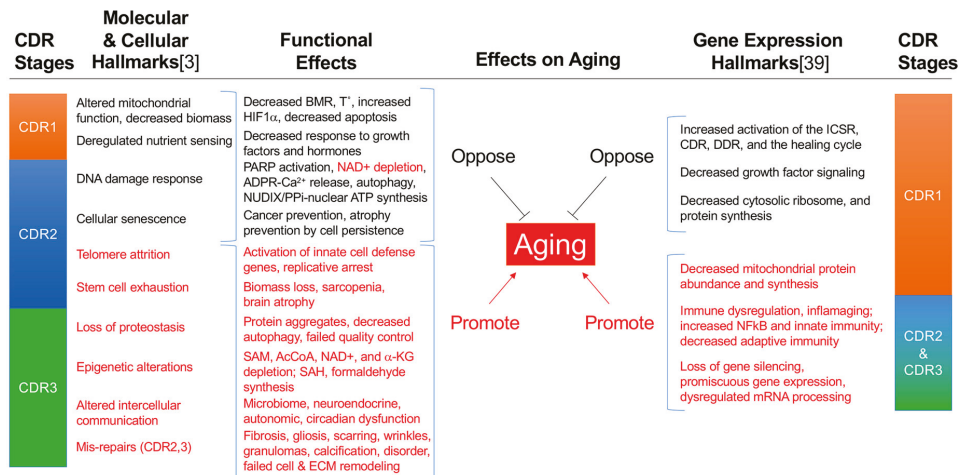 CDR
Stages
Molecular
& Cellular
Hallmarks[3]
Functional
Effects
Effects on Aging
Gene Expression
Hallmarks[39]
CDR
Stages
CDR1
CDR2
CDR3
Altered mitochondrial
function, decreased biomass
Deregulated nutrient sensing
DNA damage response
Cellular senescence
Telomere attrition
Stem cell exhaustion
Loss of proteostasis
Epigenetic alterations
Altered intercellular
communication
Mis-repairs (CDR2,3)
Decreased BMR, T°, increased
HIF1α, decreased apoptosis
Decreased response to growth
factors and hormones
PARP activation, NAD+ depletion,
ADPR-Ca²⁺ release, autophagy,
NUDIX/PPi-nuclear ATP synthesis
Cancer prevention, atrophy
prevention by cell persistence
Activation of innate cell defense
genes, replicative arrest
Biomass loss, sarcopenia,
brain atrophy
Protein aggregates, decreased
autophagy, failed quality control
SAM, AcCoA, NAD+, and α-KG
depletion; SAH, formaldehyde
synthesis
Microbiome, neuroendocrine,
autonomic, circadian dysfunction
Fibrosis, gliosis, scarring, wrinkles,
granulomas, calcification, disorder,
failed cell & ECM remodeling
Oppose
Oppose
Aging
Promote
Promote
Increased activation of the ICSR,
CDR, DDR, and the healing cycle
Decreased growth factor signaling
Decreased cytosolic ribosome, and
protein synthesis
Decreased mitochondrial protein
abundance and synthesis
Immune dysregulation, inflamaging;
increased NFkB and innate immunity;
decreased adaptive immunity
Loss of gene silencing,
promiscuous gene expression,
dysregulated mRNA processing
CDR1
CDR2
&
CDR3